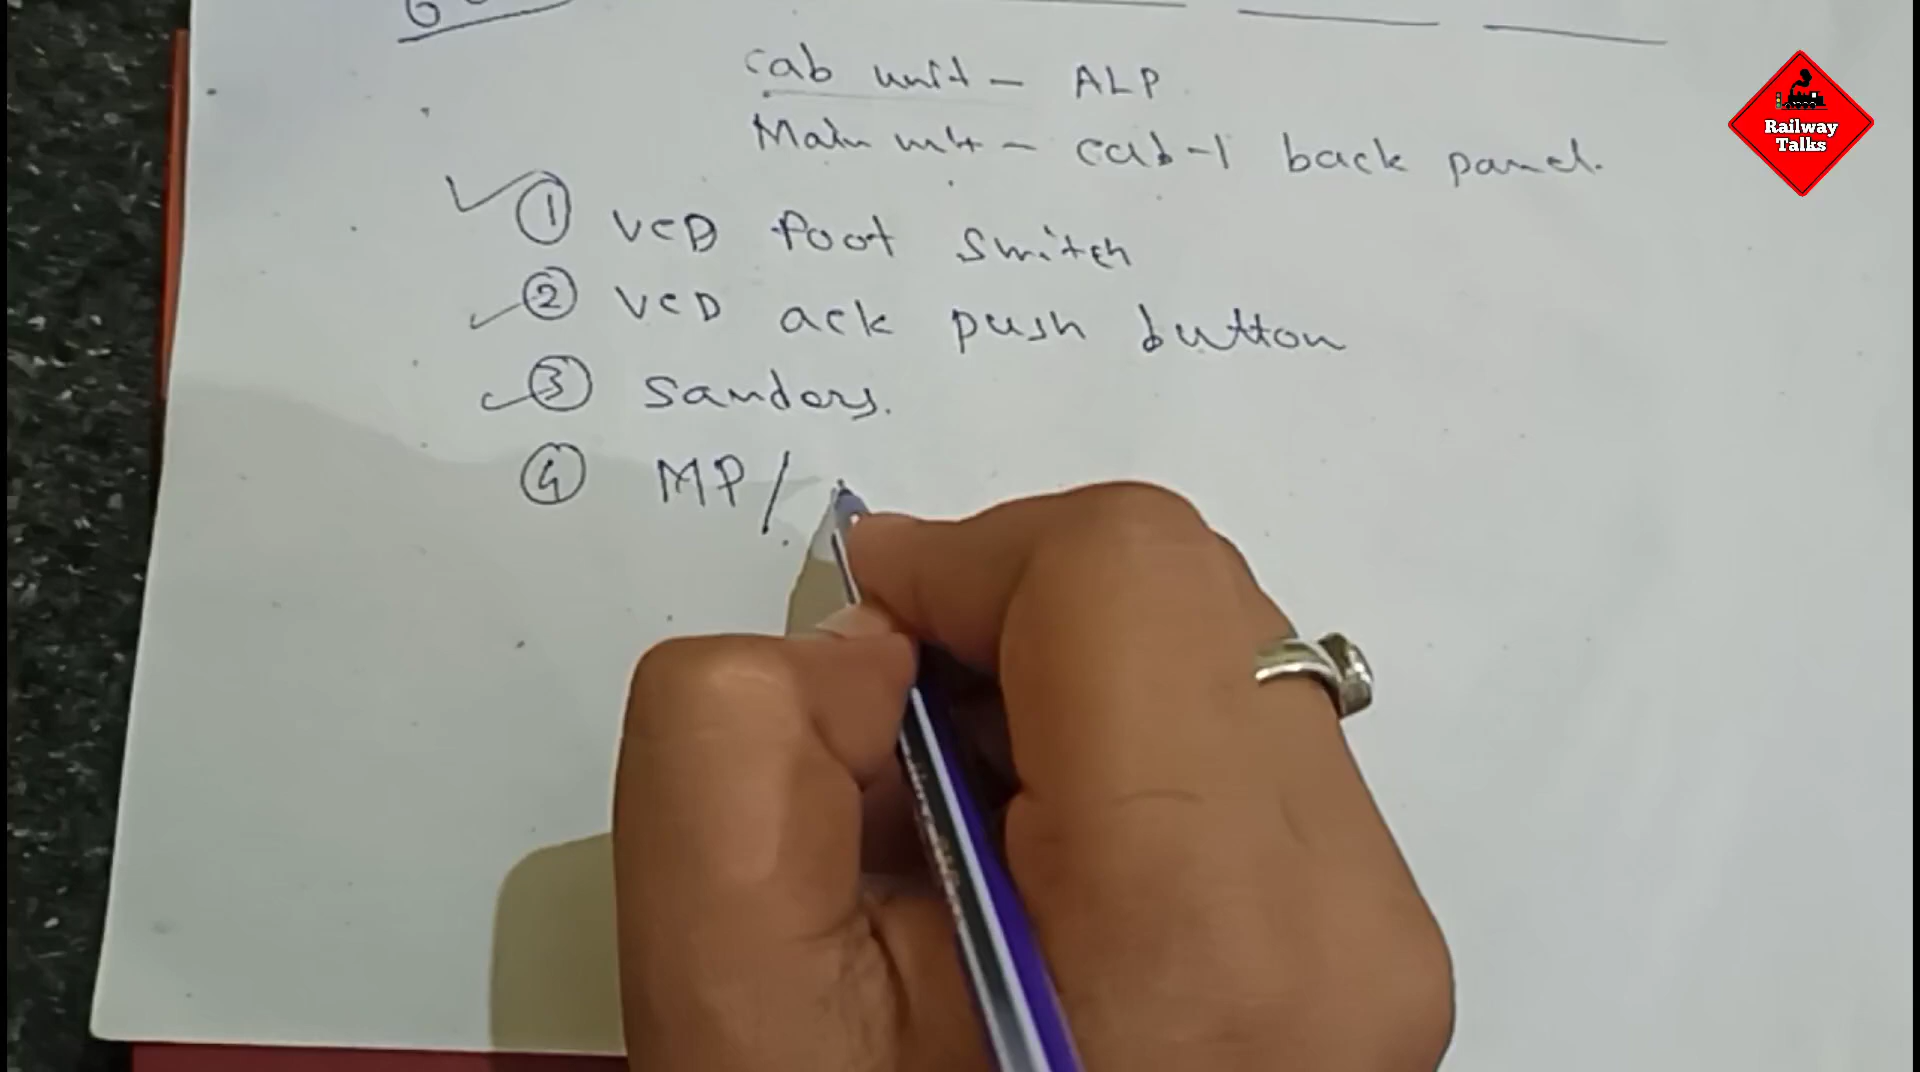 cab unit - ALP
Main unit - cab-1 back panel.
① VCD foot switch
② VCD ack push button
③ Sanders.
④ MP/
Railway
Talks